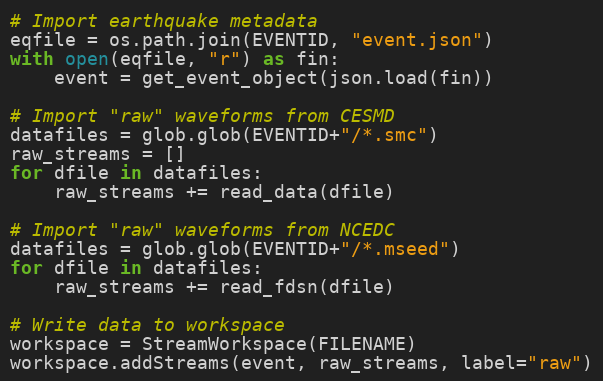 # Import earthquake metadata
eqfile = os.path.join(EVENTID, "event.json")
with open(eqfile, "r") as fin:
    event = get_event_object(json.load(fin))

# Import "raw" waveforms from CESMD
datafiles = glob.glob(EVENTID+"/*.smc")
raw_streams = []
for dfile in datafiles:
    raw_streams += read_data(dfile)

# Import "raw" waveforms from NCEDC
datafiles = glob.glob(EVENTID+"/*.mseed")
for dfile in datafiles:
    raw_streams += read_fdsn(dfile)

# Write data to workspace
workspace = StreamWorkspace(FILENAME)
workspace.addStreams(event, raw_streams, label="raw")